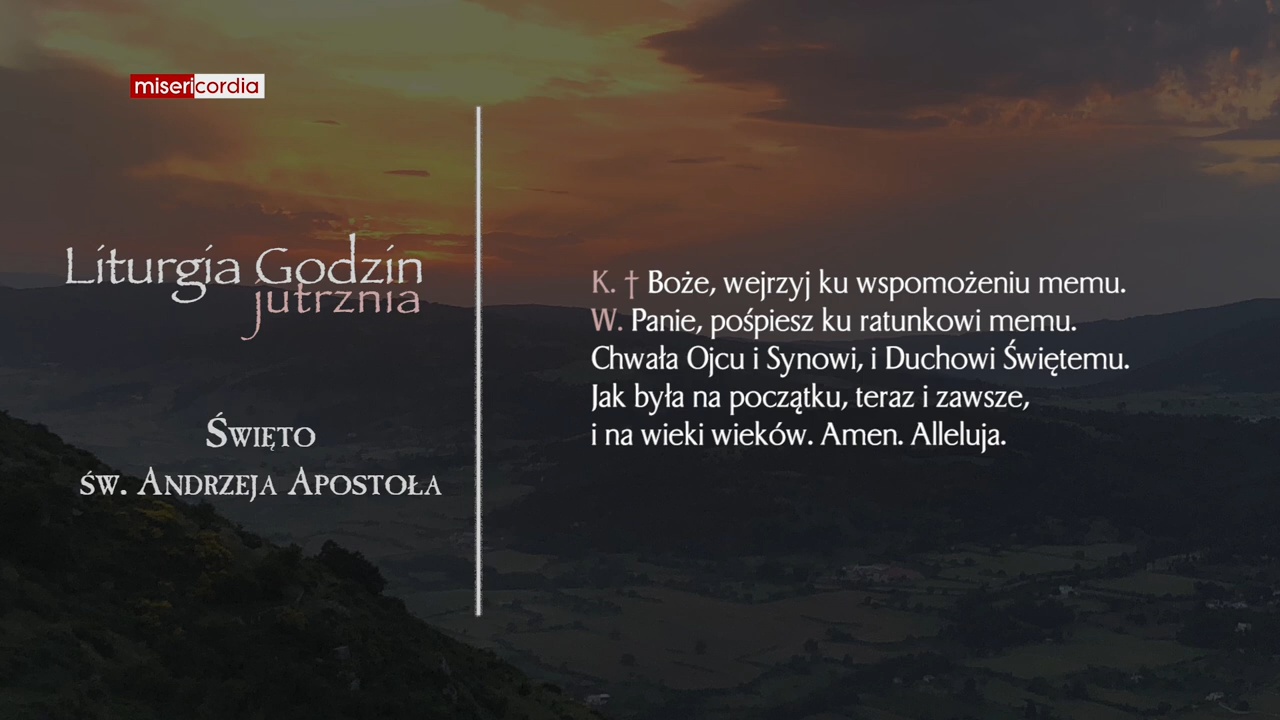 misericordia
Liturgia Godzin
jutrznia
Święto
św. Andrzeja Apostoła
K. † Boże, wejrzyj ku wspomożeniu memu.
W. Panie, pośpiesz ku ratunkowi memu.
Chwała Ojcu i Synowi, i Duchowi Świętemu.
Jak była na początku, teraz i zawsze,
i na wieki wieków. Amen. Alleluja.